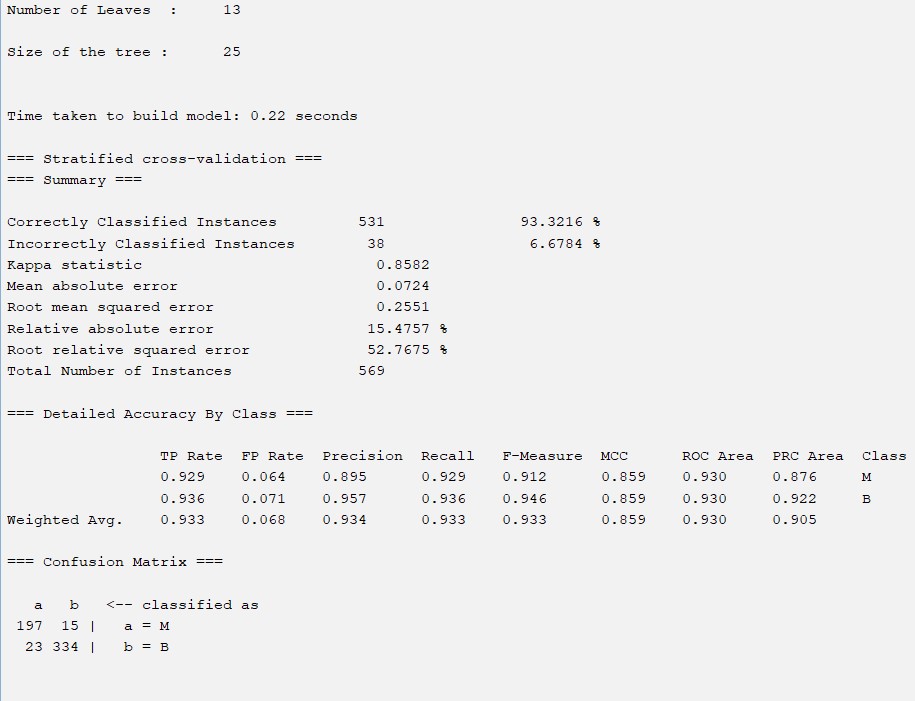 Number of Leaves  :     13
Size of the tree :      25
Time taken to build model: 0.22 seconds
=== Stratified cross-validation ===
=== Summary ===
Correctly Classified Instances         531               93.3216 %
Incorrectly Classified Instances        38                6.6784 %
Kappa statistic                          0.8582
Mean absolute error                      0.0724
Root mean squared error                  0.2551
Relative absolute error                 15.4757 %
Root relative squared error             52.7675 %
Total Number of Instances              569
=== Detailed Accuracy By Class ===
                 TP Rate  FP Rate  Precision  Recall   F-Measure  MCC      ROC Area  PRC Area  Class
                 0.929    0.064    0.895      0.929    0.912      0.859    0.930     0.876     M
                 0.936    0.071    0.957      0.936    0.946      0.859    0.930     0.922     B
Weighted Avg.    0.933    0.068    0.934      0.933    0.933      0.859    0.930     0.905
=== Confusion Matrix ===
   a   b   <-- classified as
 197  15 |   a = M
  23 334 |   b = B